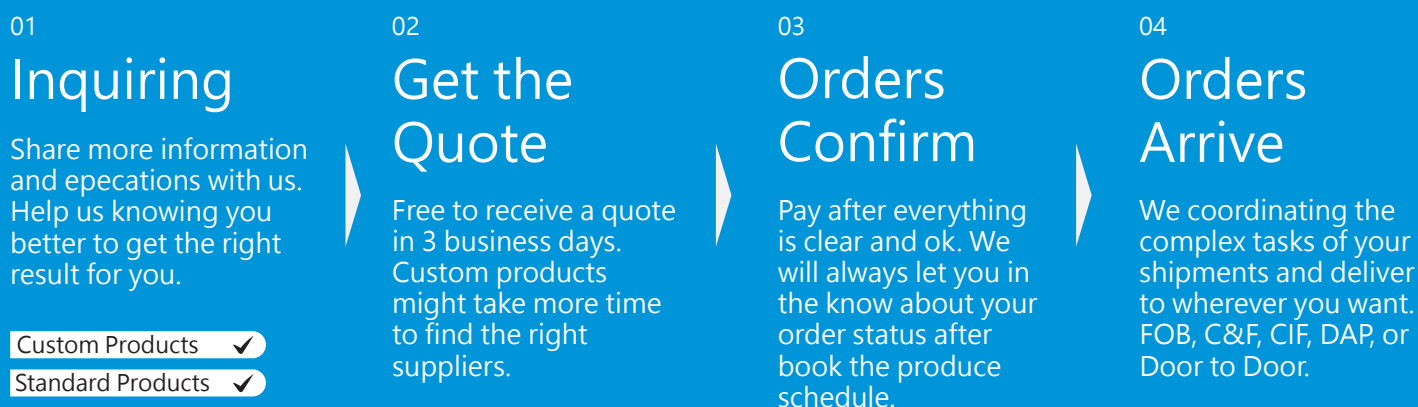 01
Inquiring
Share more information
and epecations with us.
Help us knowing you
better to get the right
result for you.
Custom Products
Standard Products
02
Get the
Quote
Free to receive a quote
in 3 business days.
Custom products
might take more time
to find the right
suppliers.
03
Orders
Confirm
Pay after everything
is clear and ok. We
will always let you in
the know about your
order status after
book the produce
schedule.
04
Orders
Arrive
We coordinating the
complex tasks of your
shipments and deliver
to wherever you want.
FOB, C&F, CIF, DAP, or
Door to Door.